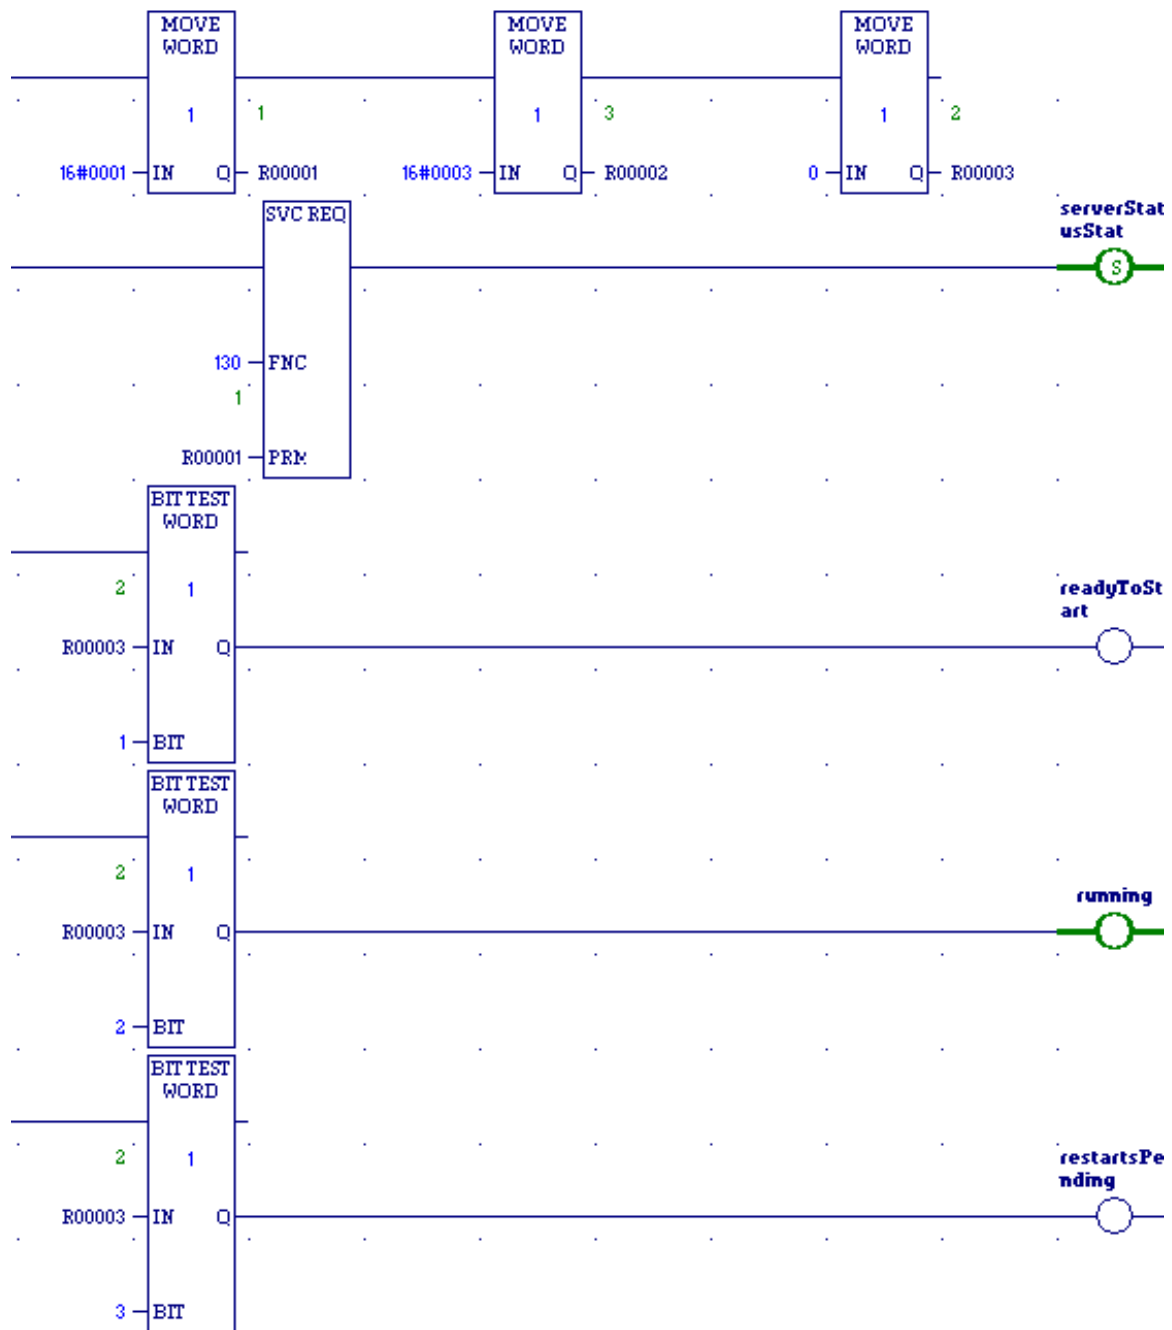 MOVE WORD MOVE WORD MOVE WORD
1 1 1 3 1 2
16#0001 IN Q R00001 16#0003 IN Q R00002 0 IN Q R00003
SVC REQ
serverStat
usStat
S
130 FNC
1
R00001 PRM
BIT TEST
WORD
2 1
readyToSt
art
R00003 IN Q
1 BIT
BIT TEST
WORD
2 1
running
R00003 IN Q
2 BIT
BIT TEST
WORD
2 1
restartsPe
nding
R00003 IN Q
3 BIT